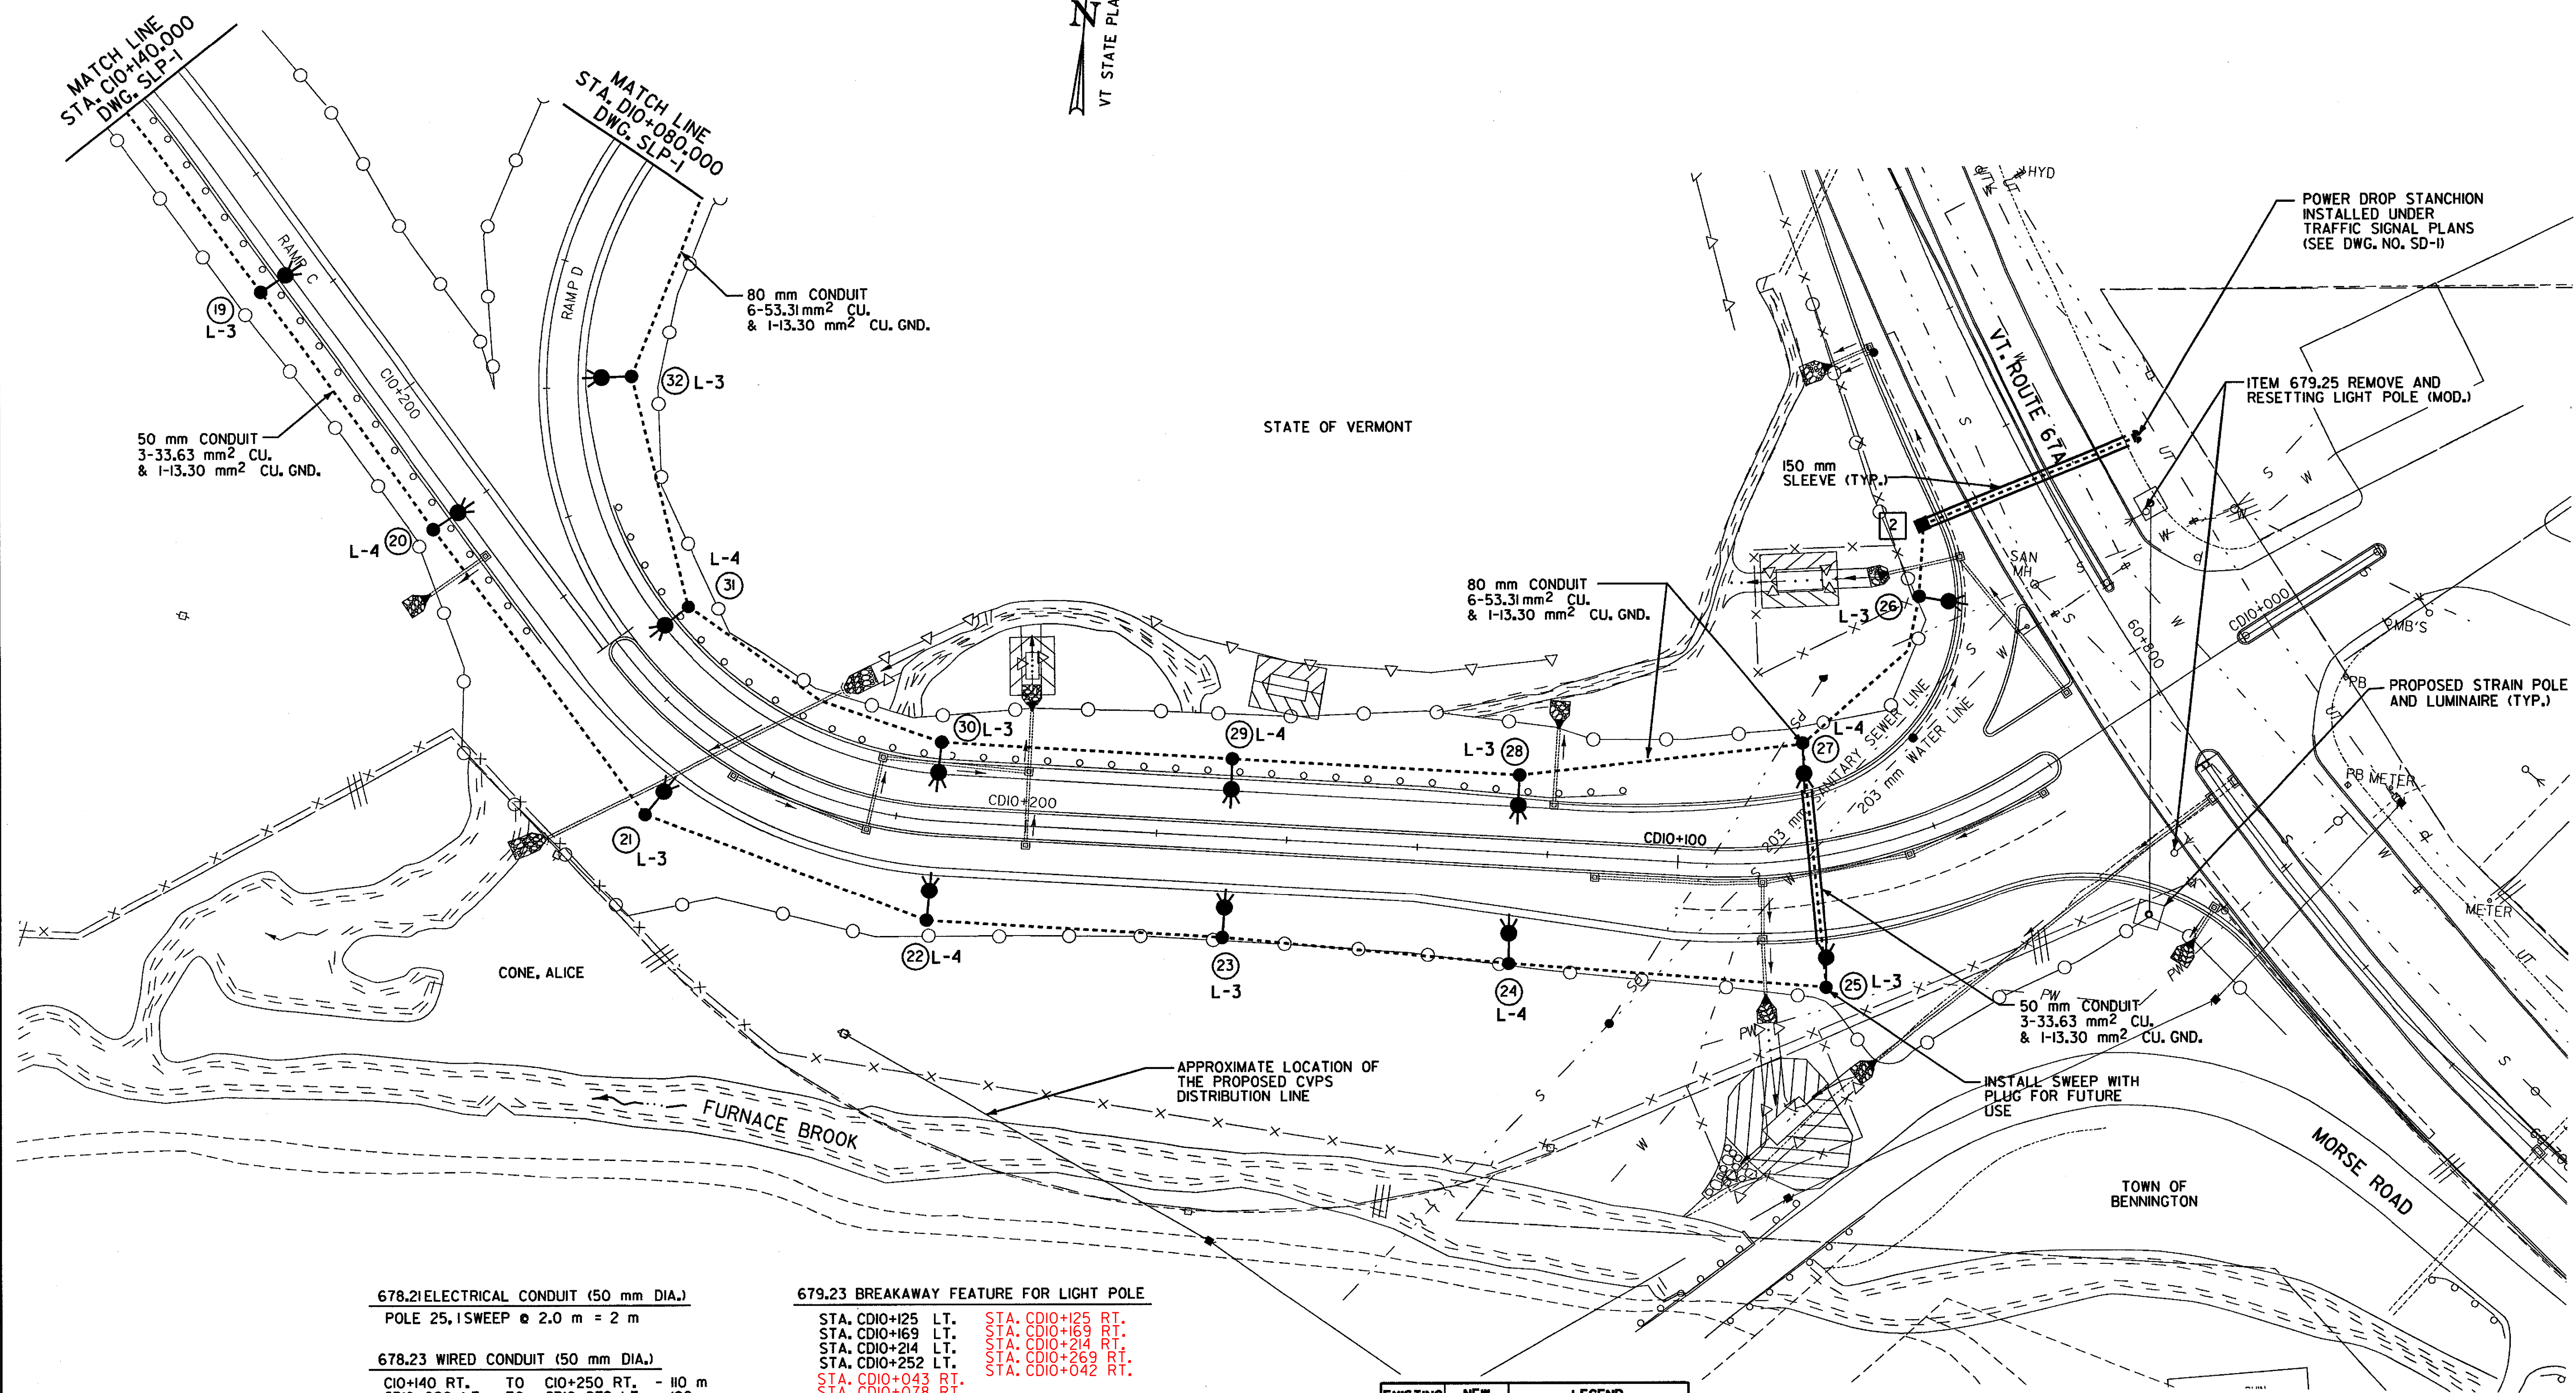 MATCH LINE
STA. C10+140.000
DWG. SLP-1
MATCH LINE
STA. D10+080.000
DWG. SLP-1
N
VT STATE
HYD
POWER DROP STANCHION
INSTALLED UNDER
TRAFFIC SIGNAL PLANS
(SEE DWG. NO. SD-1)
RAMP C
RAMP D
19
L-3
80 mm CONDUIT
6-53.31 mm² CU.
& 1-13.30 mm² CU. GND.
C10+200
32 L-3
VT. ROUTE 67A
ITEM 679.25 REMOVE AND
RESETTING LIGHT POLE (MOD.)
STATE OF VERMONT
50 mm CONDUIT
3-33.63 mm² CU.
& 1-13.30 mm² CU. GND.
150 mm
SLEEVE (TYP.)
L-4 20
2
L-4
31
SAN
MH
80 mm CONDUIT
6-53.31 mm² CU.
& 1-13.30 mm² CU. GND.
L-3 26
CD10+000
MB'S
60+800
PB
PROPOSED STRAIN POLE
AND LUMINAIRE (TYP.)
30 L-3
29 L-4
L-3 28
L-4
27
203 mm SANITARY SEWER LINE
203 mm WATER LINE
PB METER
CD10+200
CD10+100
21
L-3
METER
22 L-4
23
L-3
24
L-4
25 L-3
CONE, ALICE
PW
PW
PW
UT
50 mm CONDUIT
3-33.63 mm² CU.
& 1-13.30 mm² CU. GND.
APPROXIMATE LOCATION OF
THE PROPOSED CVPS
DISTRIBUTION LINE
INSTALL SWEEP WITH
PLUG FOR FUTURE
USE
FURNACE BROOK
MORSE ROAD
TOWN OF
BENNINGTON
678.21 ELECTRICAL CONDUIT (50 mm DIA.)
POLE 25, 1 SWEEP @ 2.0 m = 2 m
678.23 WIRED CONDUIT (50 mm DIA.)
C10+140 RT. TO C10+250 RT. - 110 m
679.23 BREAKAWAY FEATURE FOR LIGHT POLE
STA. CD10+125 LT. STA. CD10+125 RT.
STA. CD10+169 LT. STA. CD10+169 RT.
STA. CD10+214 LT. STA. CD10+214 RT.
STA. CD10+252 LT. STA. CD10+269 RT.
STA. CD10+042 RT.
STA. CD10+043 RT.
STA. CD10+078 RT.
EXISTING NEW LEGEND